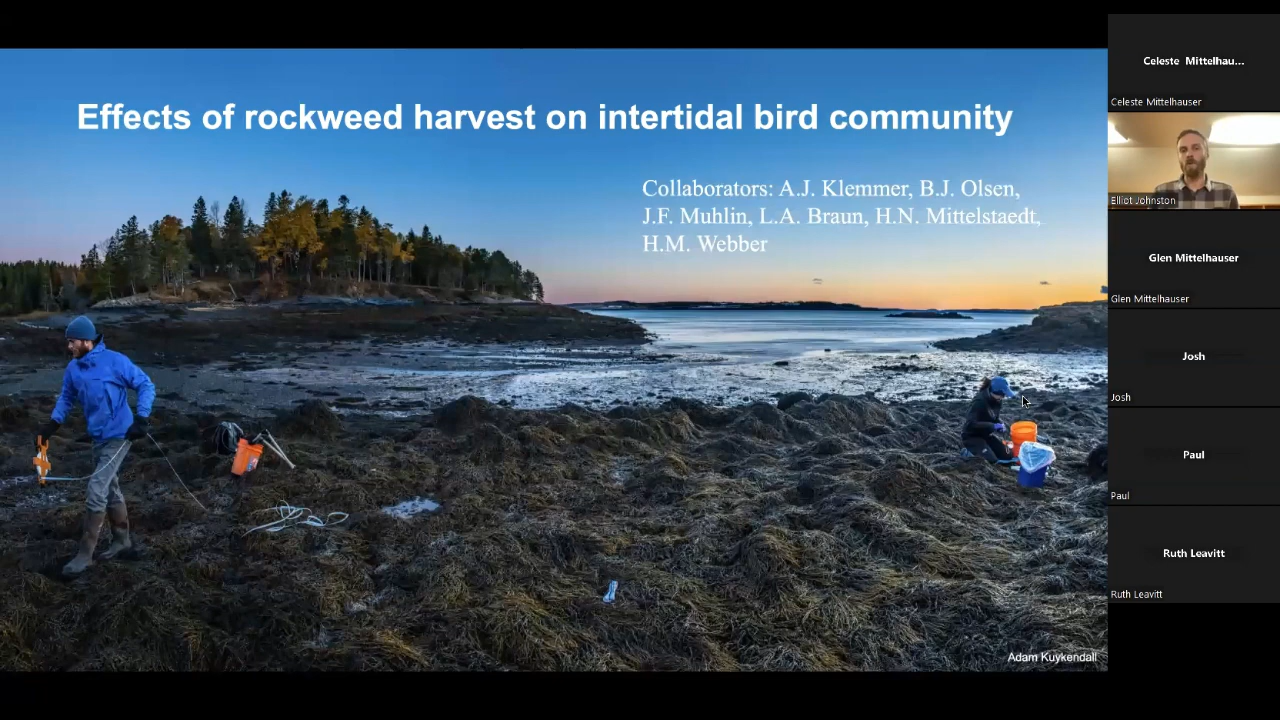 Effects of rockweed harvest on intertidal bird community
Collaborators: A.J. Klemmer, B.J. Olsen,
J.F. Muhlin, L.A. Braun, H.N. Mittelstaedt,
H.M. Webber
Adam Kuykendall
Celeste Mittelhau...
Celeste Mittelhauser
Elliot Johnston
Glen Mittelhauser
Glen Mittelhauser
Josh
Josh
Paul
Paul
Ruth Leavitt
Ruth Leavitt